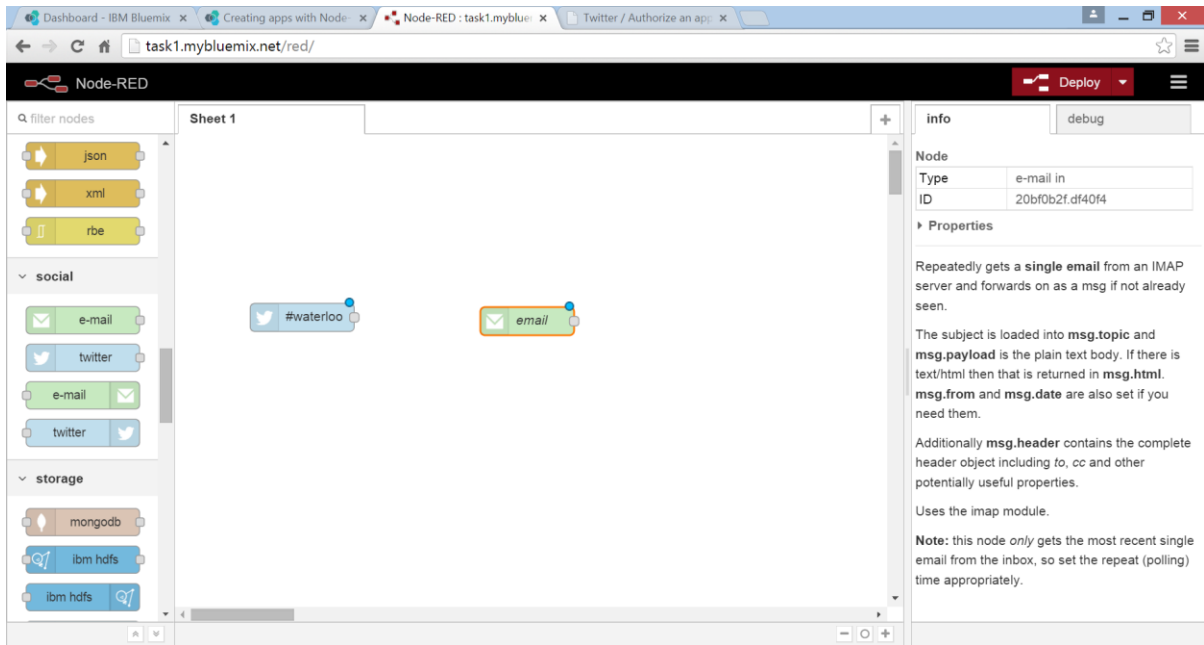 Dashboard - IBM Bluemix
Creating apps with Node-
Node-RED : task1.myblue
Twitter / Authorize an app
task1.mybluemix.net/red/
Node-RED
Deploy
filter nodes
Sheet 1
info
debug
json
xml
rbe
social
e-mail
twitter
e-mail
twitter
storage
mongodb
ibm hdfs
ibm hdfs
#waterloo
email
Node
Type e-mail in
ID 20bf0b2f.df40f4
Properties
Repeatedly gets a single email from an IMAP
server and forwards on as a msg if not already
seen.
The subject is loaded into msg.topic and
msg.payload is the plain text body. If there is
text/html then that is returned in msg.html.
msg.from and msg.date are also set if you
need them.
Additionally msg.header contains the complete
header object including to, cc and other
potentially useful properties.
Uses the imap module.
Note: this node only gets the most recent single
email from the inbox, so set the repeat (polling)
time appropriately.